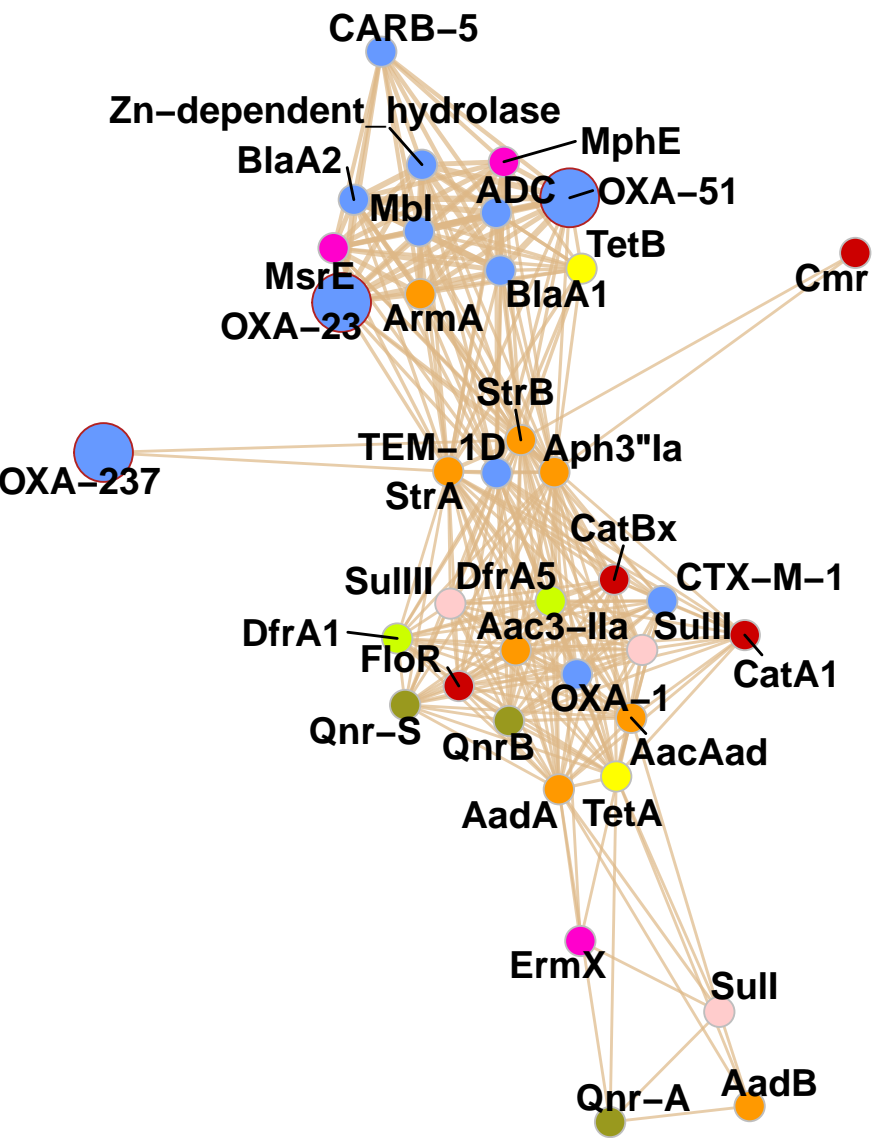 CARB−5
Zn−dependent_hydrolase
MphE
BlaA2
ADC
OXA−51
Mbl
TetB
MsrE
Cmr
BlaA1
ArmA
OXA−23
StrB
TEM−1D
Aph3"Ia
OXA−237
StrA
CatBx
SulIII
DfrA5
CTX−M−1
DfrA1
Aac3−IIa
SulII
FloR
CatA1
OXA−1
Qnr−S
QnrB
AacAad
AadA
TetA
ErmX
SulI
AadB
Qnr−A